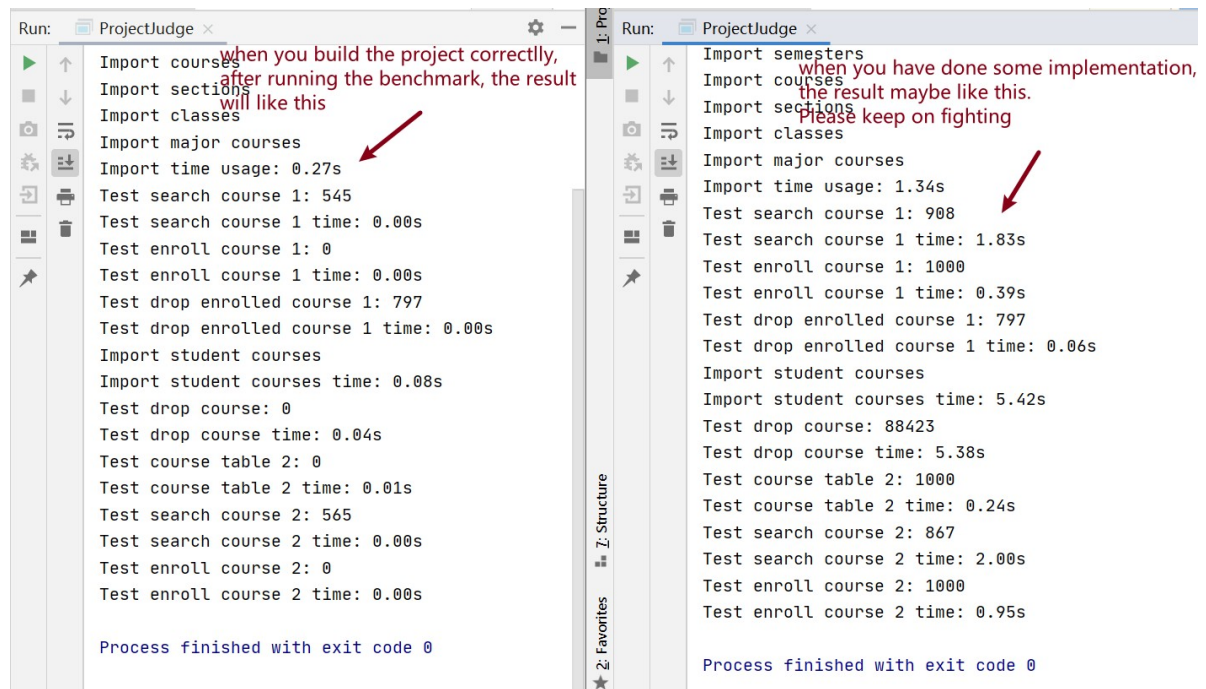 Run: ProjectJudge ×
when you build the project correctlly,
after running the benchmark, the result
will like this
Import courses
Import sections
Import classes
Import major courses
Import time usage: 0.27s
Test search course 1: 545
Test search course 1 time: 0.00s
Test enroll course 1: 0
Test enroll course 1 time: 0.00s
Test drop enrolled course 1: 797
Test drop enrolled course 1 time: 0.00s
Import student courses
Import student courses time: 0.08s
Test drop course: 0
Test drop course time: 0.04s
Test course table 2: 0
Test course table 2 time: 0.01s
Test search course 2: 565
Test search course 2 time: 0.00s
Test enroll course 2: 0
Test enroll course 2 time: 0.00s
Process finished with exit code 0
1: Pro
7: Structure
2: Favorites
Run: ProjectJudge ×
when you have done some implementation,
the result maybe like this.
Please keep on fighting
Import semesters
Import courses
Import sections
Import classes
Import major courses
Import time usage: 1.34s
Test search course 1: 908
Test search course 1 time: 1.83s
Test enroll course 1: 1000
Test enroll course 1 time: 0.39s
Test drop enrolled course 1: 797
Test drop enrolled course 1 time: 0.06s
Import student courses
Import student courses time: 5.42s
Test drop course: 88423
Test drop course time: 5.38s
Test course table 2: 1000
Test course table 2 time: 0.24s
Test search course 2: 867
Test search course 2 time: 2.00s
Test enroll course 2: 1000
Test enroll course 2 time: 0.95s
Process finished with exit code 0